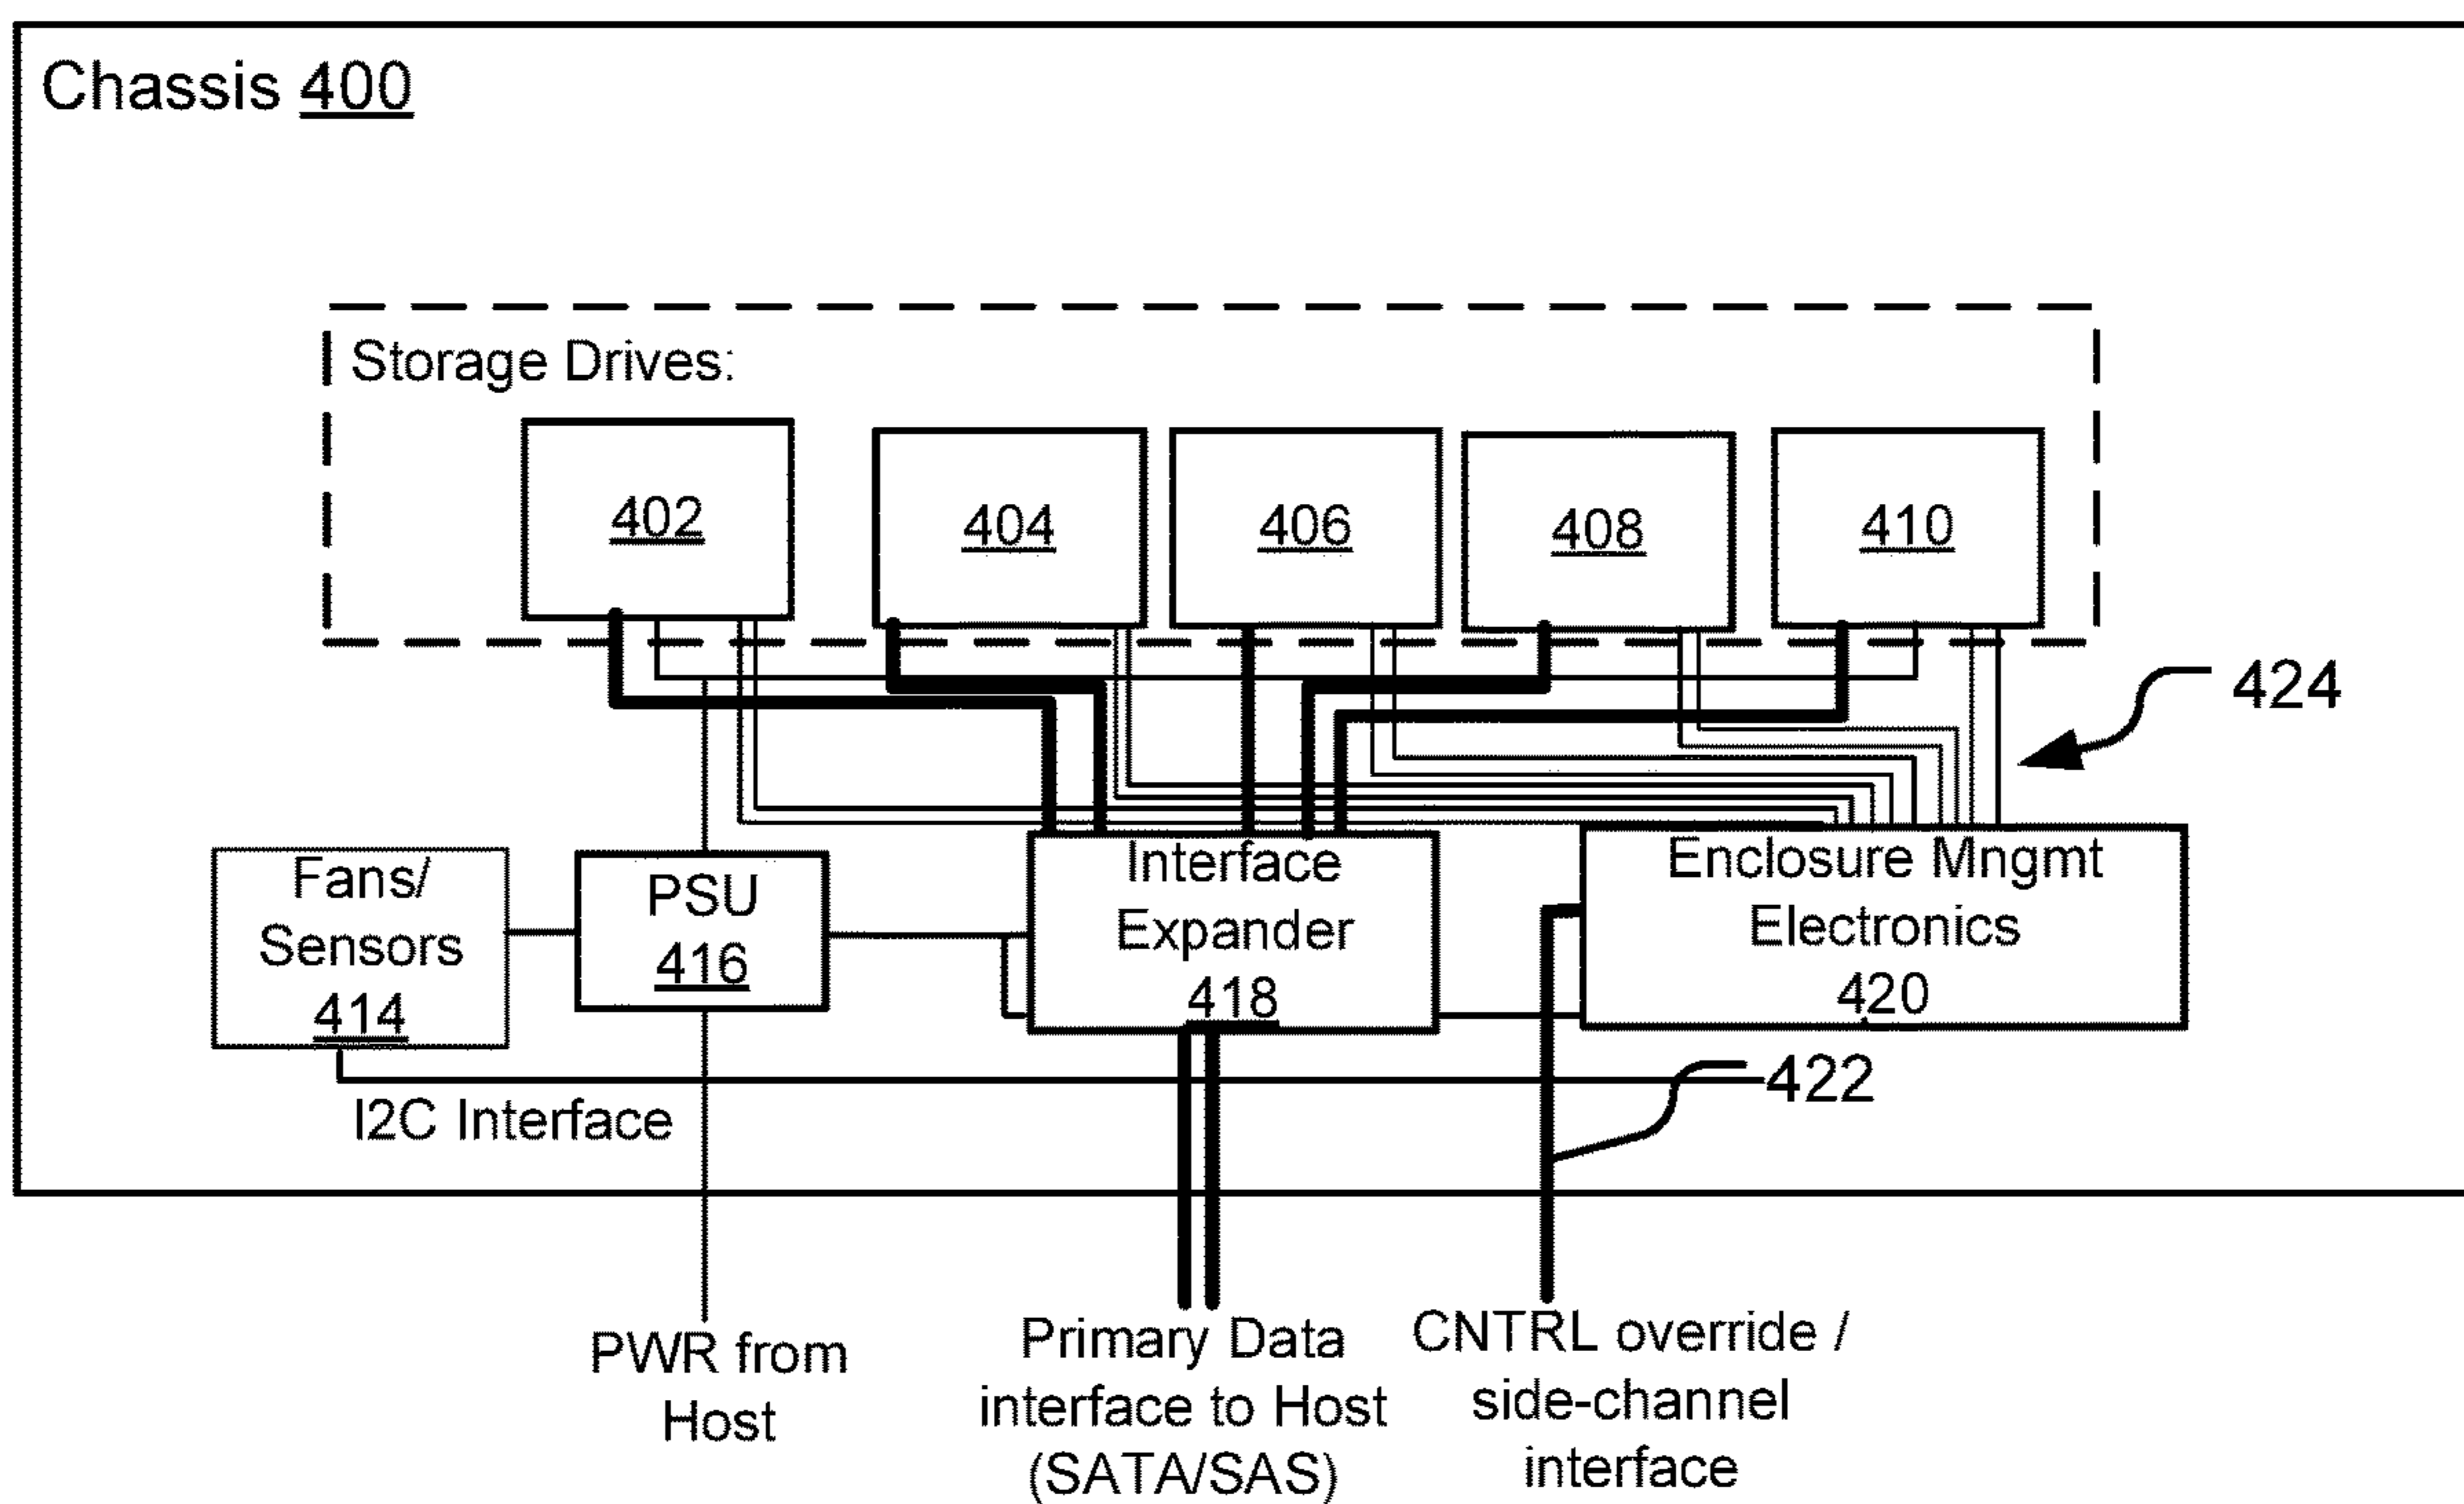 Chassis 400
Storage Drives:
402
404
406
408
410
424
Fans/
Sensors
414
PSU
416
Interface
Expander
418
Enclosure Mngmt
Electronics
420
422
I2C Interface
PWR from
Host
Primary Data
interface to Host
(SATA/SAS)
CNTRL override /
side-channel
interface